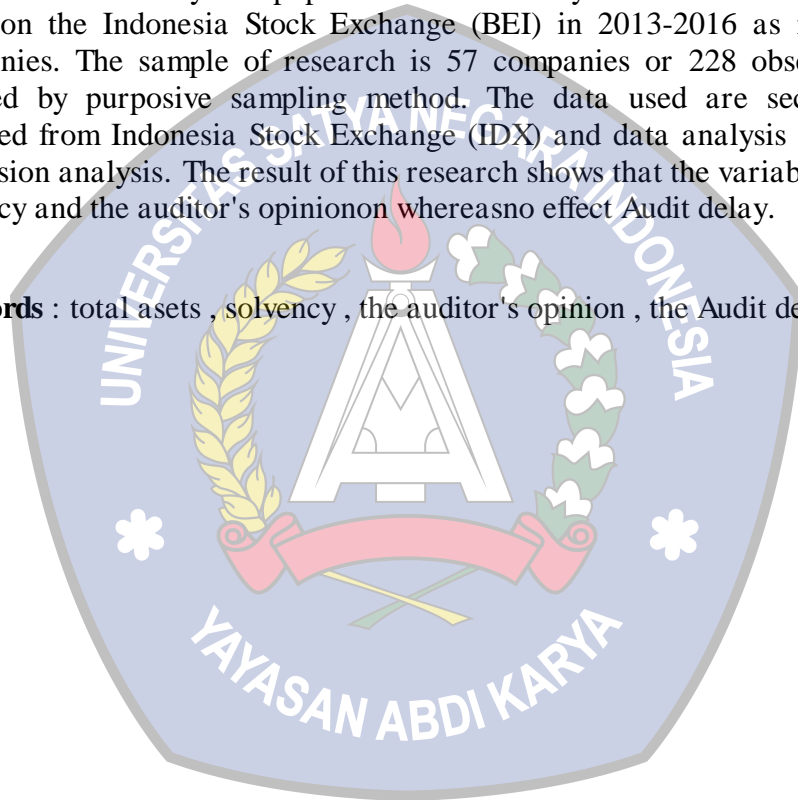 on the Indonesia Stock Exchange (BEI) in 2013-2016 as
nies. The sample of research is 57 companies or 228 obse
ed by purposive sampling method. The data used are sec
ed from Indonesia Stock Exchange (IDX) and data analysis
sion analysis. The result of this research shows that the variab
cy and the auditor's opinionon whereasno effect Audit delay.
rds : total asets , solvency , the auditor's opinion , the Audit de
UNIVERSITAS SATYA NEGARA INDONESIA
YAYASAN ABDI KARYA